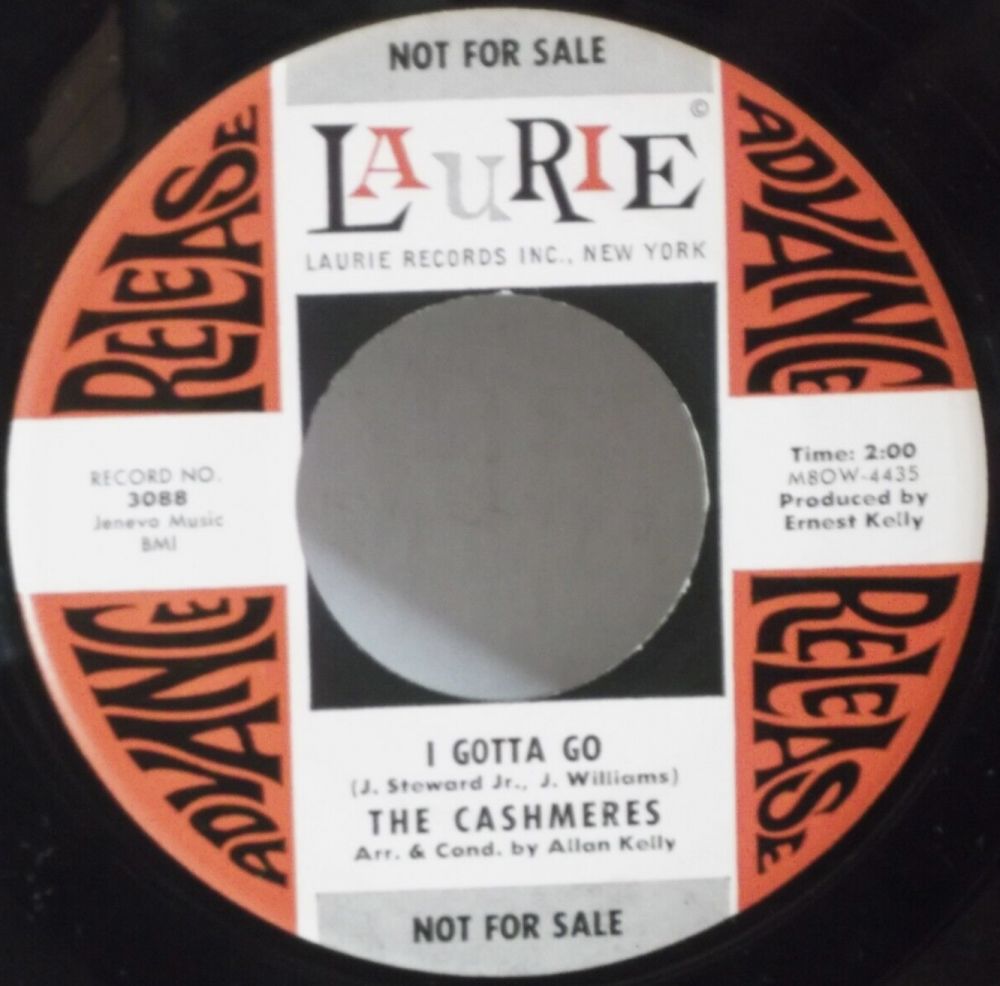 NOT FOR SALE
LAURIE ©
LAURIE RECORDS INC., NEW YORK
RELEASE
ADVANCE
RECORD NO.
3088
Jeneva Music
BMI
Time: 2:00
M8OW-4435
Produced by
Ernest Kelly
ADVANCE
RELEASE
I GOTTA GO
(J. Steward Jr., J. Williams)
THE CASHMERES
Arr. & Cond. by Allan Kelly
NOT FOR SALE